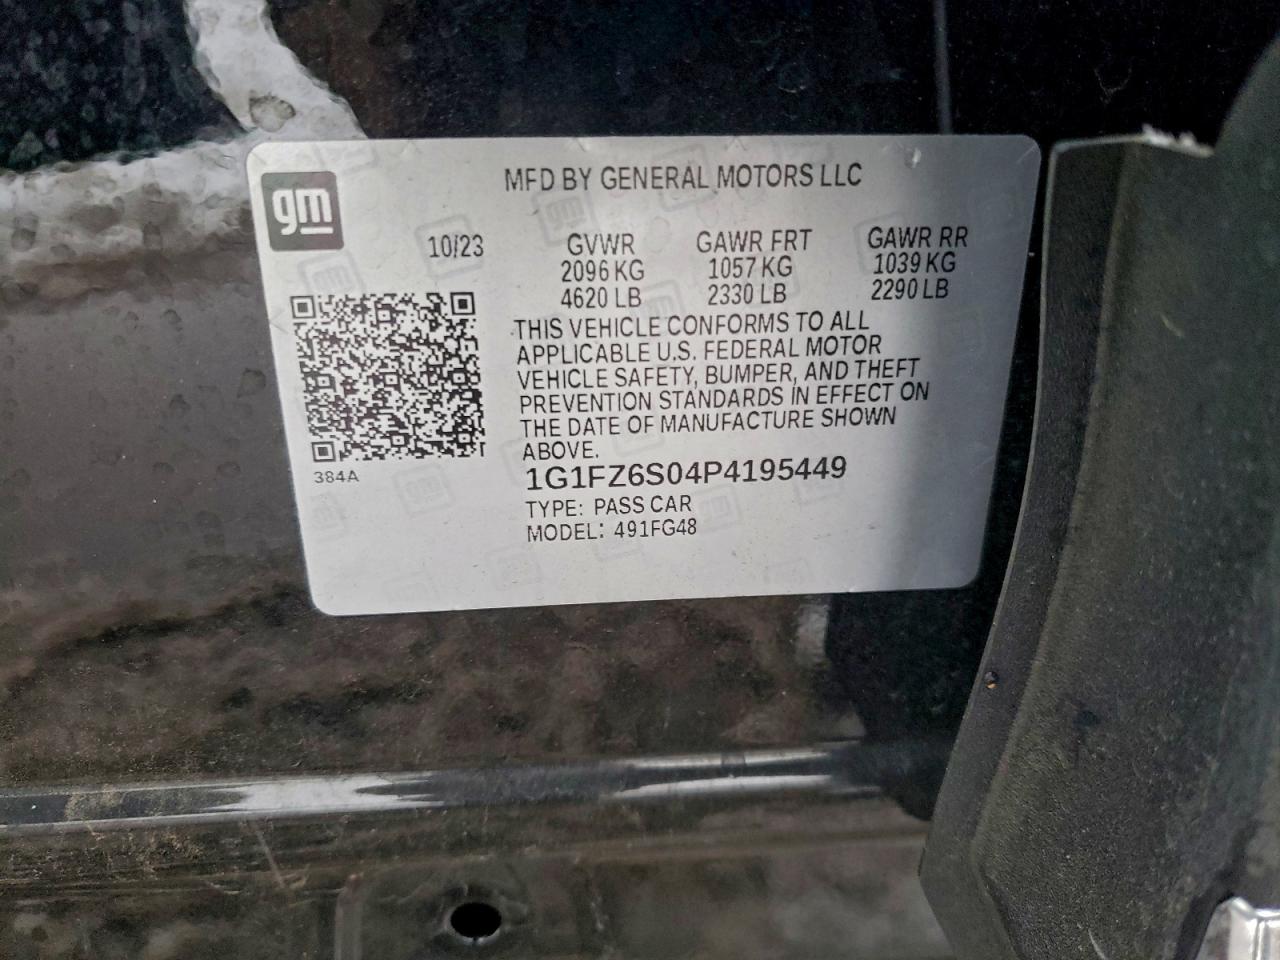 MFD BY GENERAL MOTORS LLC
gm
10/23 GVWR GAWR FRT GAWR RR
2096 KG 1057 KG 1039 KG
4620 LB 2330 LB 2290 LB
THIS VEHICLE CONFORMS TO ALL
APPLICABLE U.S. FEDERAL MOTOR
VEHICLE SAFETY, BUMPER, AND THEFT
PREVENTION STANDARDS IN EFFECT ON
THE DATE OF MANUFACTURE SHOWN
ABOVE.
384A
1G1FZ6S04P4195449
TYPE: PASS CAR
MODEL: 491FG48